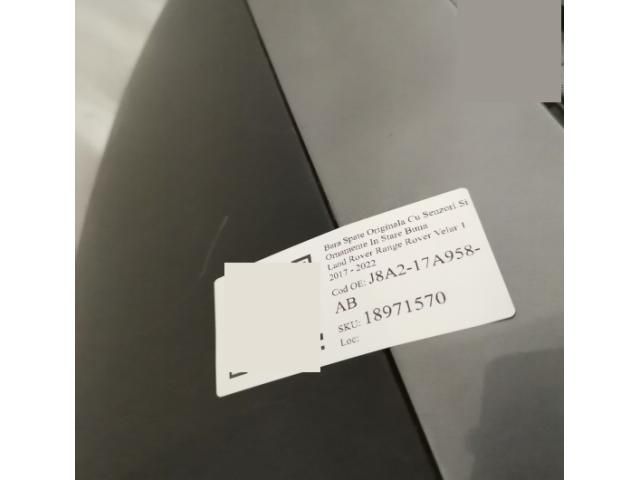 Bara Spate Originala Cu Senzori Si
Ornamente In Stare Buna
Land Rover Range Rover Velar 1
2017 - 2022
Cod OE: J8A2-17A958-
AB
SKU: 18971570
Loc: